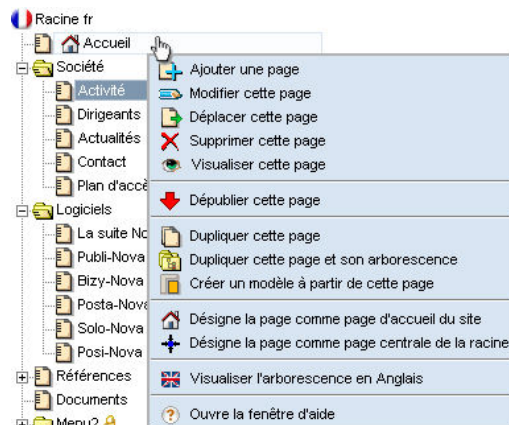 Racine fr
Accueil
Société
Activité
Dirigeants
Actualités
Contact
Plan d'accè
Logiciels
La suite No
Publi-Nova
Bizy-Nova
Posta-Nova
Solo-Nova
Posi-Nova
Références
Documents
Menu2
Ajouter une page
Modifier cette page
Déplacer cette page
Supprimer cette page
Visualiser cette page
Dépublier cette page
Dupliquer cette page
Dupliquer cette page et son arborescence
Créer un modèle à partir de cette page
Désigne la page comme page d'accueil du site
Désigne la page comme page centrale de la racine
Visualiser l'arborescence en Anglais
Ouvre la fenêtre d'aide